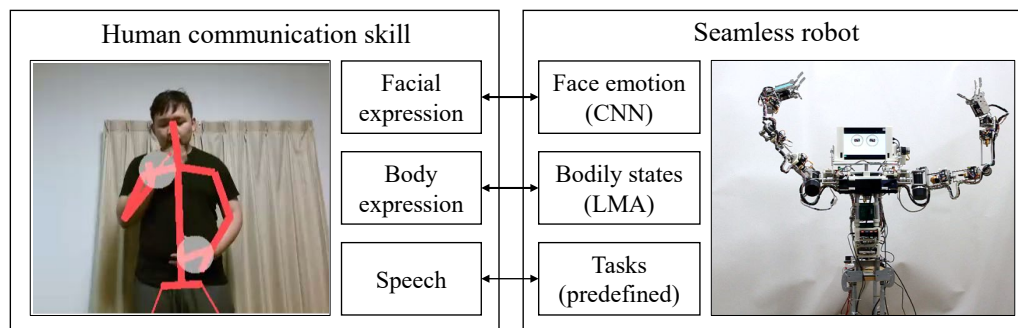 Human communication skill
Facial
expression
Body
expression
Speech
Seamless robot
Face emotion
(CNN)
Bodily states
(LMA)
Tasks
(predefined)